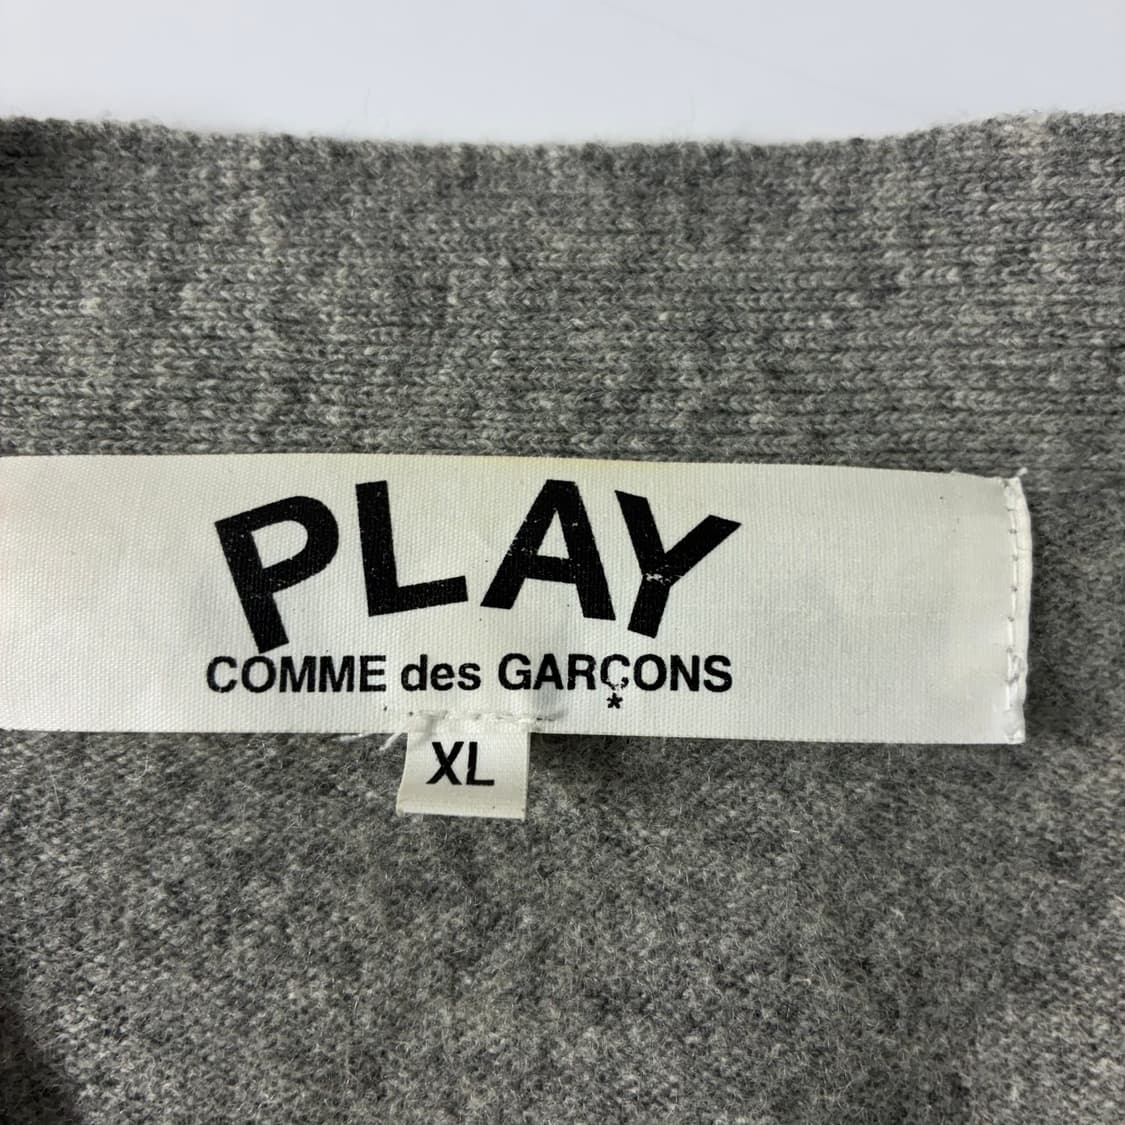 PLAY
COMME des GARÇONS
*
XL